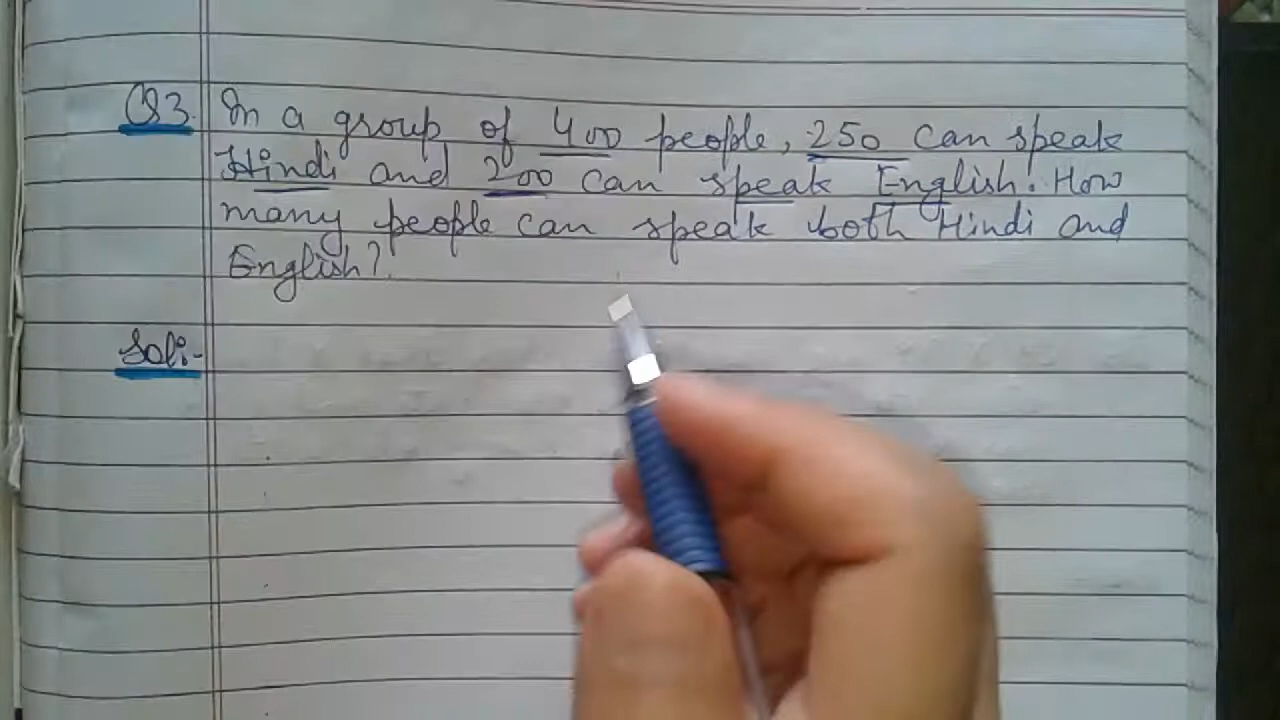 Q3. In a group of 400 people, 250 can speak
Hindi and 200 can speak English. How
many people can speak both Hindi and
English?.
Sol:-